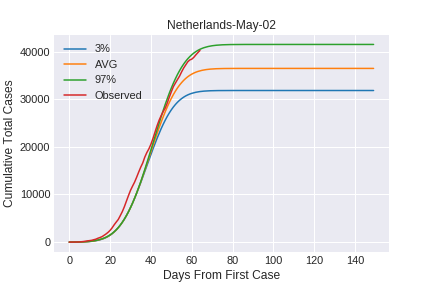 Netherlands-May-02
Cumulative Total Cases
40000
30000
20000
10000
0
3%
AVG
97%
Observed
0 20 40 60 80 100 120 140
Days From First Case